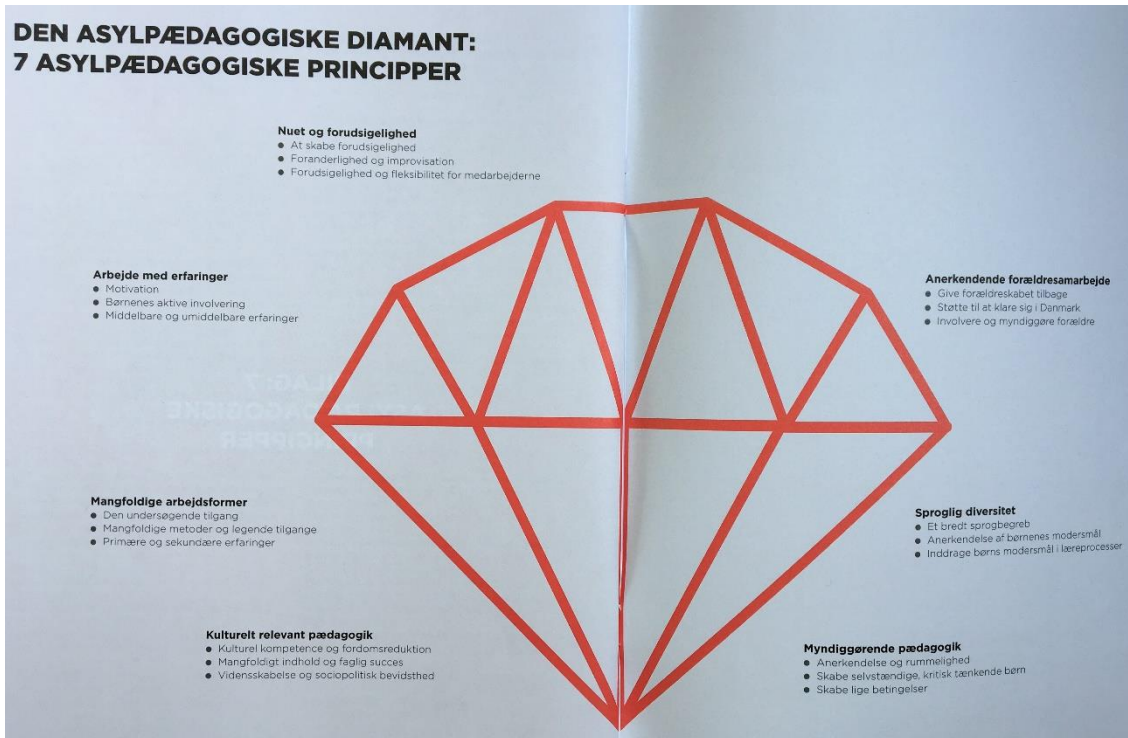 DEN ASYLPÆDAGOGISKE DIAMANT:
7 ASYLPÆDAGOGISKE PRINCIPPER
Nuet og forudsigelighed
At skabe forudsigelighed
Foranderlighed og improvisation
Forudsigelighed og fleksibilitet for medarbejderne
Arbejde med erfaringer
Motivation
Børnenes aktive involvering
Middelbare og umiddelbare erfaringer
Anerkendende forældresamarbejde
Give forældreskabet tilbage
Støtte til at klare sig i Danmark
Involvere og myndiggøre forældre
Mangfoldige arbejdsformer
Den undersøgende tilgang
Mangfoldige metoder og legende tilgange
Primære og sekundære erfaringer
Sproglig diversitet
Et bredt sprogbegreb
Anerkendelse af børnenes modersmål
Inddrage børns modersmål i læreprocesser
Kulturelt relevant pædagogik
Kulturel kompetence og fordomsreduktion
Mangfoldigt indhold og faglig succes
Vidensskabelse og sociopolitisk bevidsthed
Myndiggørende pædagogik
Anerkendelse og rummelighed
Skabe selvstændige, kritisk tænkende børn
Skabe lige betingelser